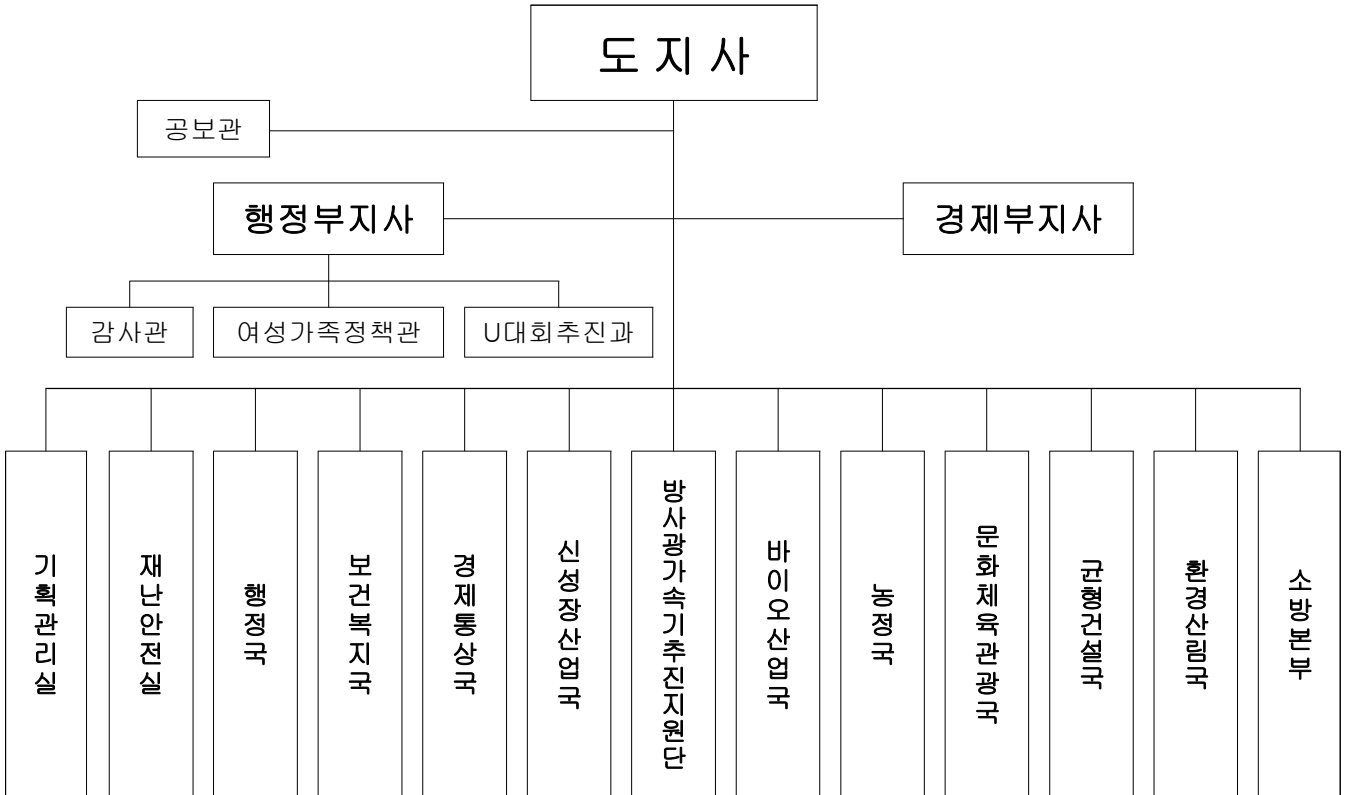 도 지 사
공보관
행정부지사
경제부지사
감사관
여성가족정책관
U대회추진과
기획관리실
재난안전실
행정국
보건복지국
경제통상국
신성장산업국
방사광가속기추진지원단
바이오산업국
농정국
문화체육관광국
균형건설국
환경산림국
소방본부